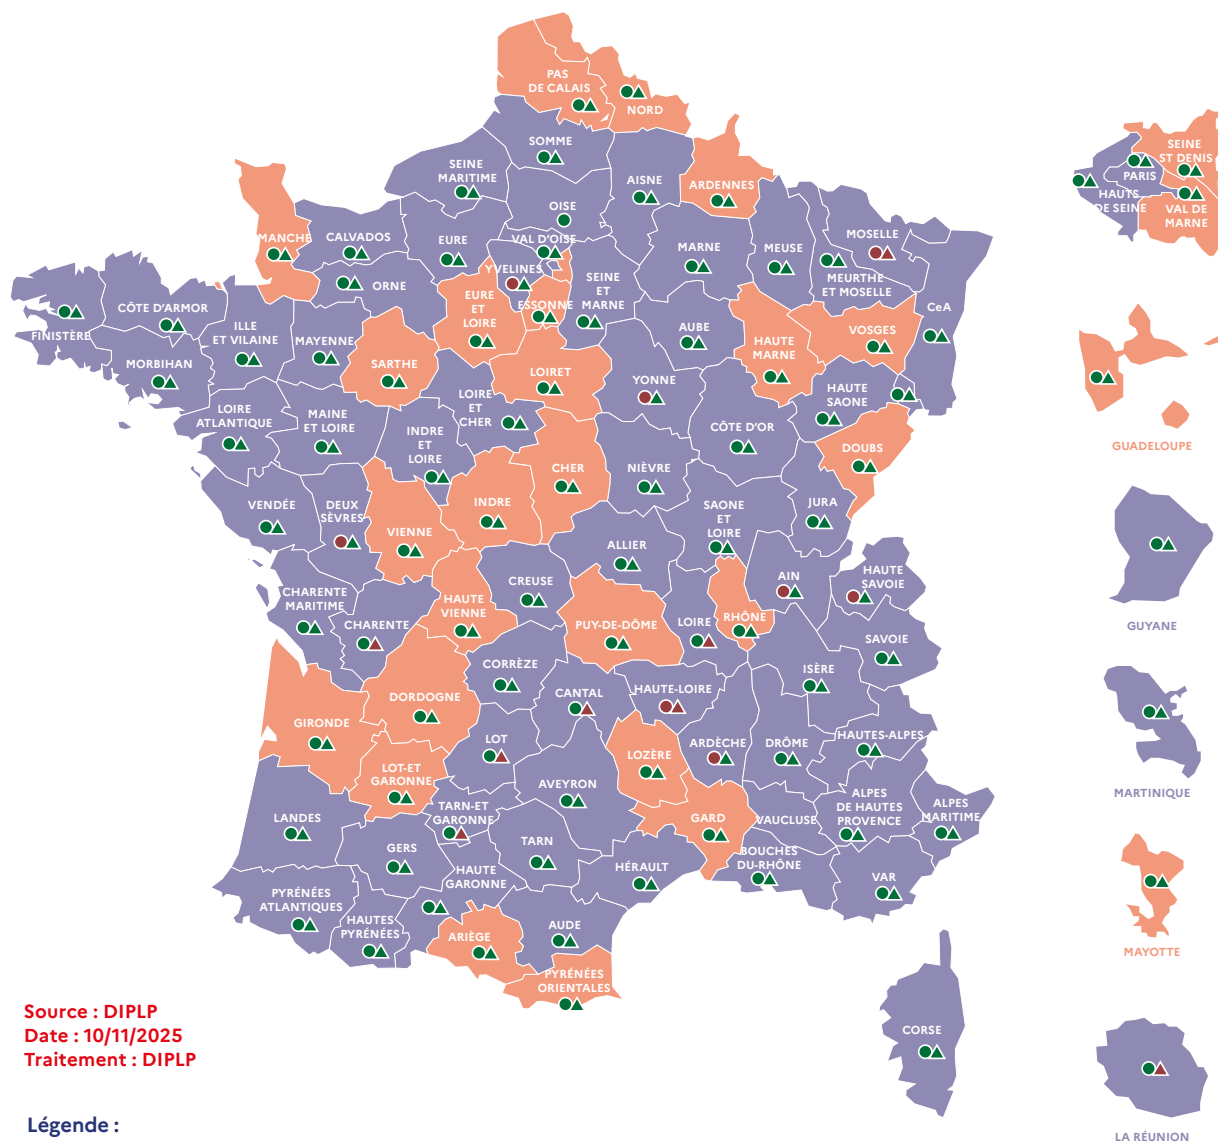 PAS
DE CALAIS
NORD
SOMME
SEINE
MARITIME
AISNE
ARDENNES
OISE
SEINE
ST DENIS
PARIS
HAUTS
DE SEINE
VAL DE
MARNE
MANCHE
CALVADOS
EURE
VAL D'OISE
MARNE
MEUSE
MOSELLE
YVELINES
ORNE
SEINE
ET
MARNE
MEURTHE
ET MOSELLE
EURE
ET
LOIRE
ESSONNE
CeA
CÔTE D'ARMOR
FINISTÈRE
ILLE
ET VILAINE
MAYENNE
AUBE
VOSGES
HAUTE
MARNE
MORBIHAN
SARTHE
LOIRET
YONNE
LOIRE
ET
CHER
HAUTE
SAONE
LOIRE
ATLANTIQUE
MAINE
ET LOIRE
INDRE
ET
LOIRE
CÔTE D'OR
DOUBS
GUADELOUPE
CHER
NIÈVRE
VENDÉE
DEUX
SÈVRES
INDRE
SAONE
ET
LOIRE
JURA
VIENNE
ALLIER
CREUSE
AIN
HAUTE
SAVOIE
CHARENTE
MARITIME
HAUTE
VIENNE
CHARENTE
PUY-DE-DÔME
LOIRE
RHÔNE
GUYANE
SAVOIE
CORRÈZE
ISÈRE
DORDOGNE
CANTAL
HAUTE-LOIRE
GIRONDE
LOT
LOZÈRE
ARDÈCHE
DRÔME
HAUTES-ALPES
LOT-ET
GARONNE
AVEYRON
MARTINIQUE
ALPES
DE HAUTES
PROVENCE
ALPES
MARITIME
LANDES
TARN-ET
GARONNE
GARD
VAUCLUSE
GERS
TARN
HAUTE
GARONNE
HÉRAULT
BOUCHES
DU-RHÔNE
VAR
PYRÉNÉES
ATLANTIQUES
HAUTES
PYRÉNÉES
ARIÈGE
AUDE
MAYOTTE
PYRÉNÉES
ORIENTALES
CORSE
Source : DIPLP
Date : 10/11/2025
Traitement : DIPLP
Légende :
LA RÉUNION